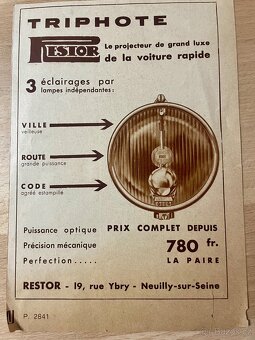 TRIPHOTE
RESTOR
Le projecteur de grand luxe
de la voiture rapide
3 éclairages par
lampes indépendantes:
VILLE
veilleuse
ROUTE
grande puissance
CODE
agréé estampillé
Puissance optique
Précision mécanique
Perfection.....
PRIX COMPLET DEPUIS
780 fr.
LA PAIRE
RESTOR - 19, rue Ybry - Neuilly-sur-Seine
P. 2841